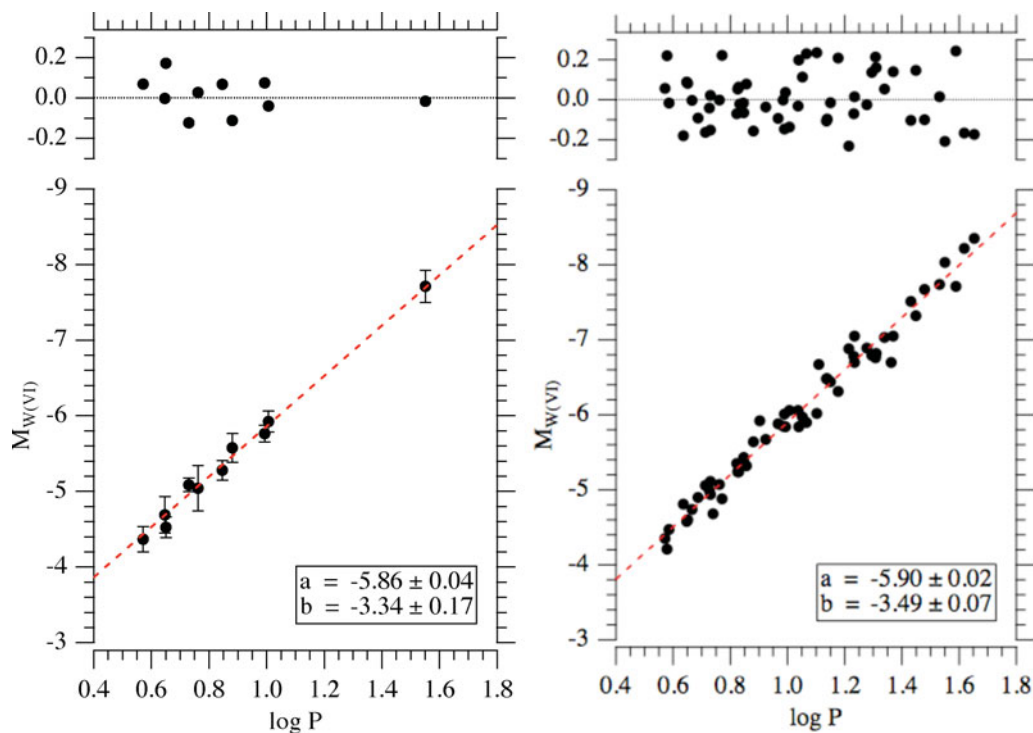 0.2
0.0
-0.2
-9
-8
-7
-6
-5
-4
-3
M_W(VI)
a = -5.86 ± 0.04
b = -3.34 ± 0.17
0.4 0.6 0.8 1.0 1.2 1.4 1.6 1.8
log P
0.2
0.0
-0.2
-9
-8
-7
-6
-5
-4
-3
M_W(VI)
a = -5.90 ± 0.02
b = -3.49 ± 0.07
0.4 0.6 0.8 1.0 1.2 1.4 1.6 1.8
log P